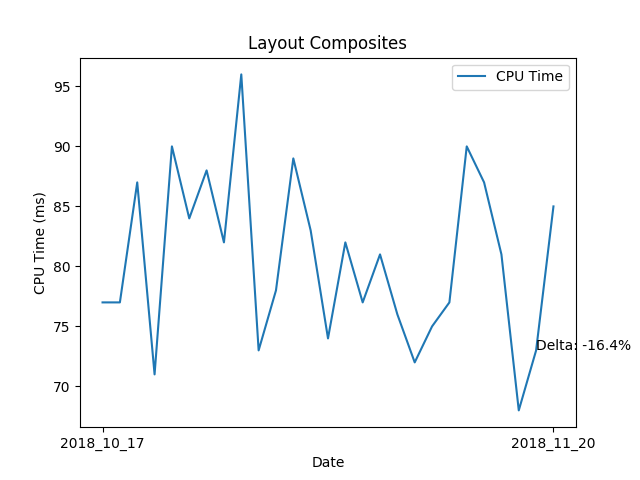 Layout Composites
CPU Time
95
90
85
80
75
70
CPU Time (ms)
Delta: -16.4%
2018_10_17
2018_11_20
Date